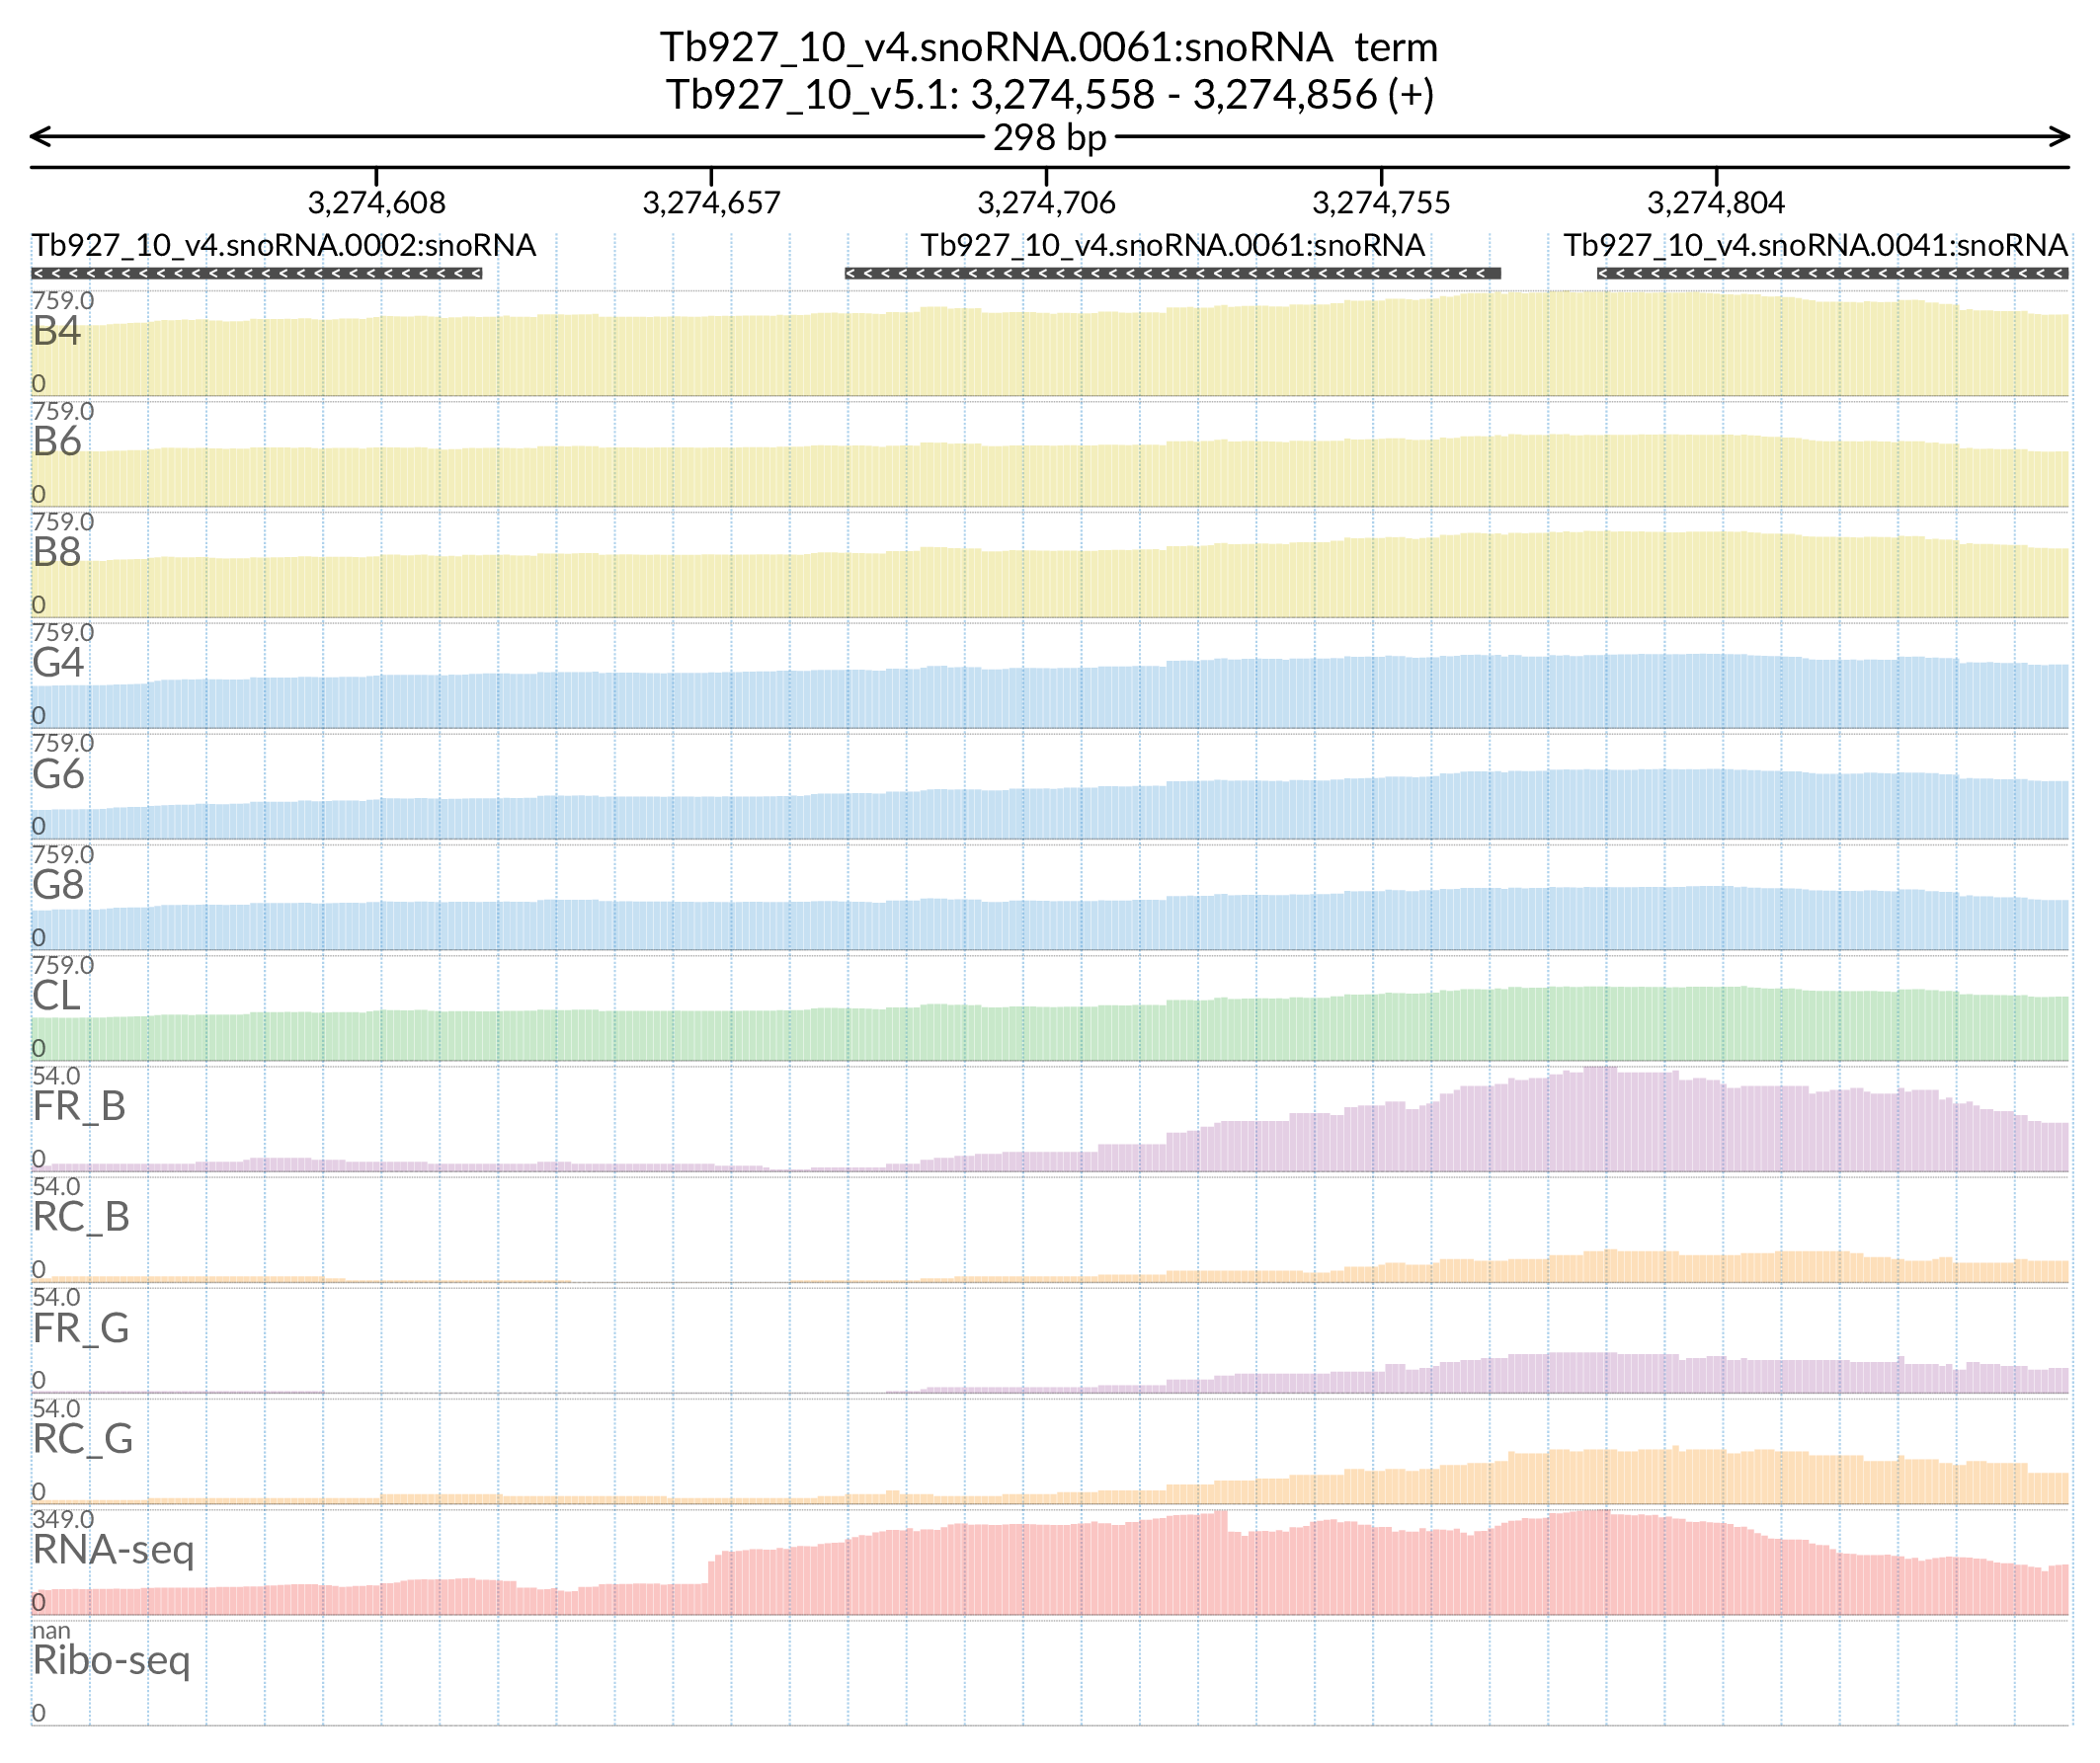 Tb927_10_v4.snoRNA.0061:snoRNA term
Tb927_10_v5.1: 3,274,558 - 3,274,856 (+)
298 bp
3,274,608 3,274,657 3,274,706 3,274,755 3,274,804
Tb927_10_v4.snoRNA.0002:snoRNA Tb927_10_v4.snoRNA.0061:snoRNA Tb927_10_v4.snoRNA.0041:snoRNA
759.0
B4
0
759.0
B6
0
759.0
B8
0
759.0
G4
0
759.0
G6
0
759.0
G8
0
759.0
CL
0
54.0
FR_B
0
54.0
RC_B
0
54.0
FR_G
0
54.0
RC_G
0
349.0
RNA-seq
0
nan
Ribo-seq
0